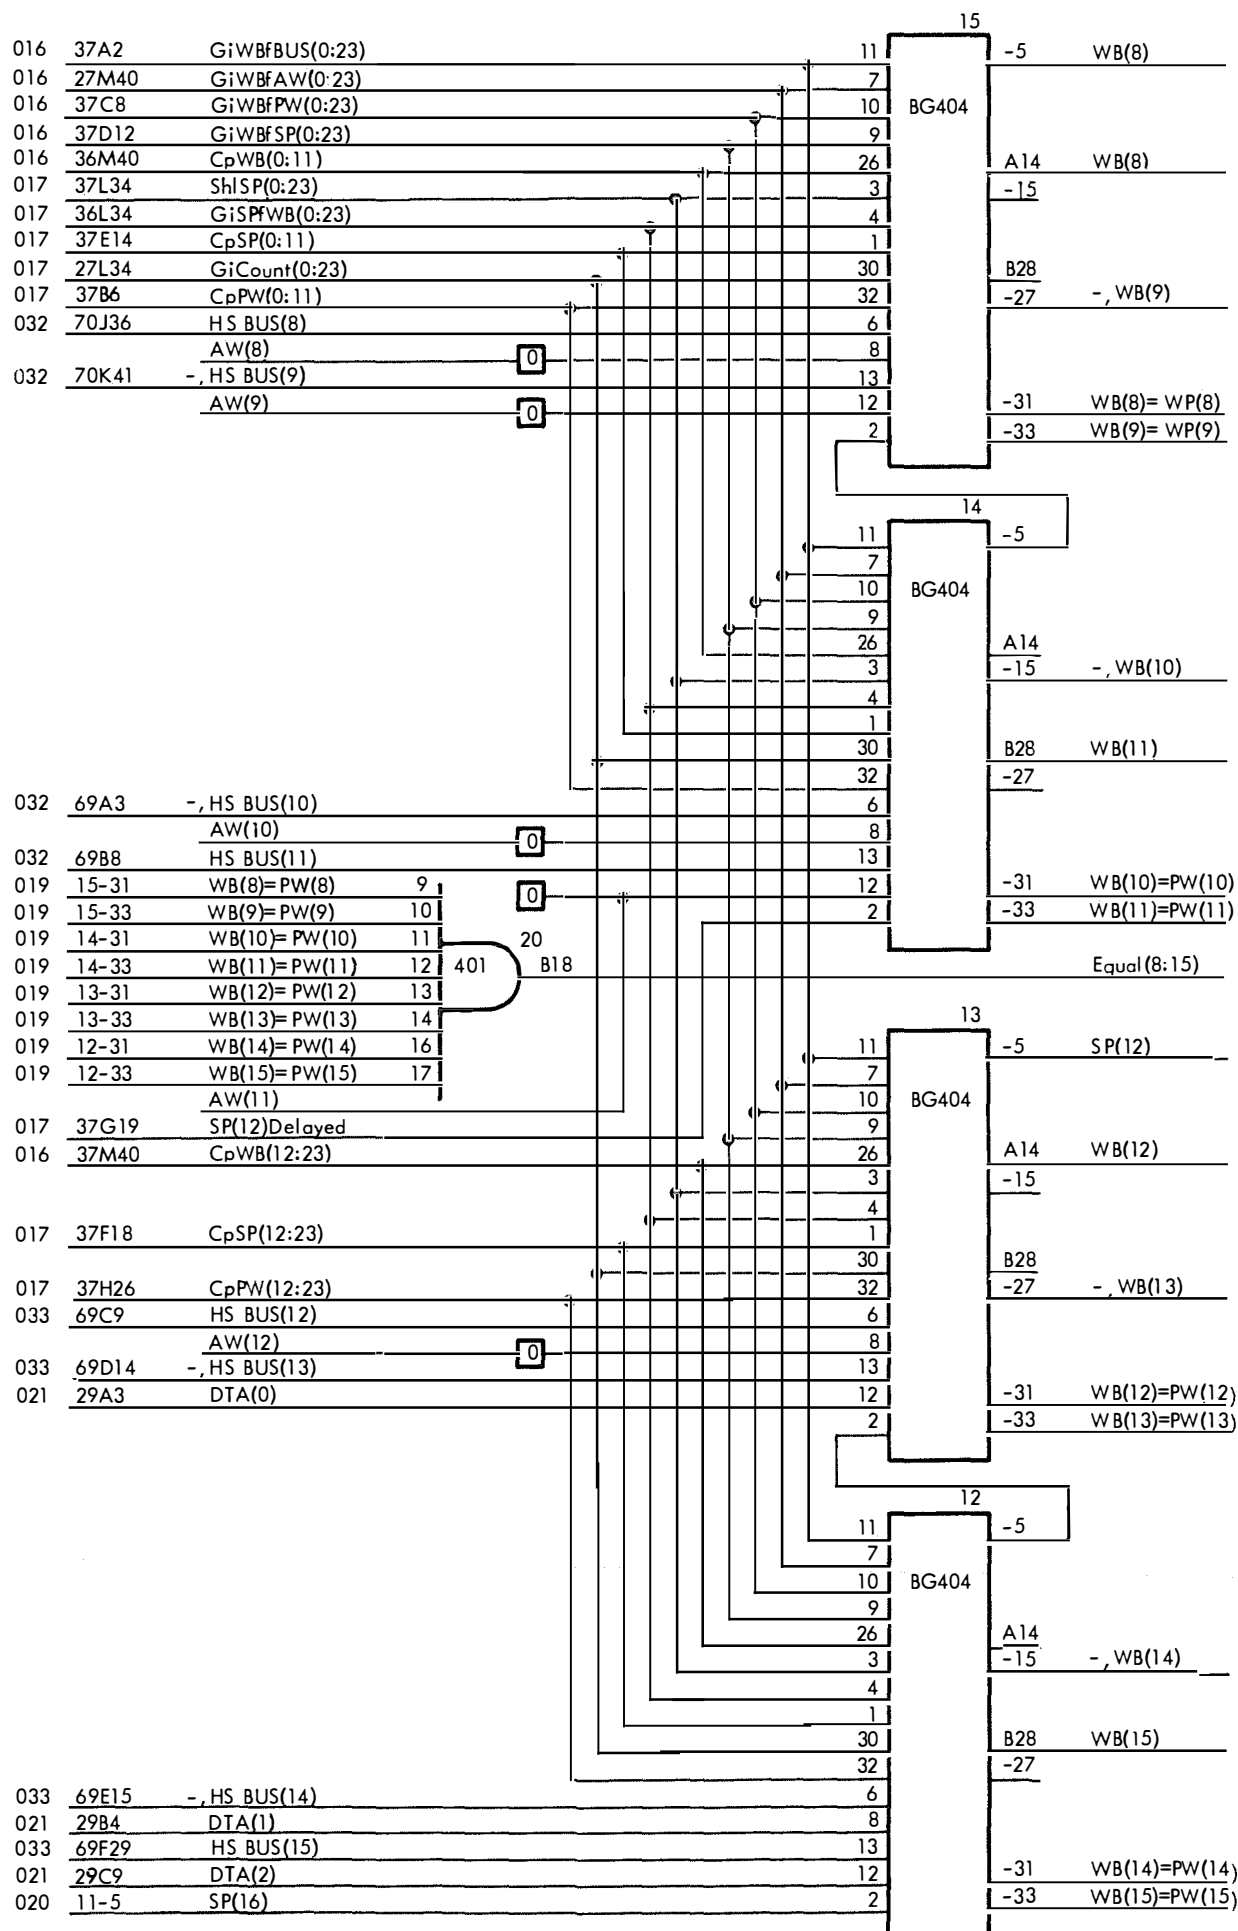 15
016 37A2 GiWBfBUS(0:23) 11 -5 WB(8)
016 27M40 GiWBfAW(0:23) 7
016 37C8 GiWBfPW(0:23) 10 BG404
016 37D12 GiWBfSP(0:23) 9
016 36M40 CpWB(0:11) 26 A14 WB(8)
017 37L34 ShlSP(0:23) 3 -15
017 36L34 GiSPfWB(0:23) 4
017 37E14 CpSP(0:11) 1
017 27L34 GiCount(0:23) 30 B28
017 37B6 CpPW(0:11) 32 -27 -,WB(9)
032 70J36 HS BUS(8) 6
AW(8) 0 8
032 70K41 -,HS BUS(9) 13
AW(9) 0 12 -31 WB(8)= WP(8)
2 -33 WB(9)= WP(9)
14
11 -5
7
10 BG404
9
26 A14
3 -15 -,WB(10)
4
1
30 B28 WB(11)
32 -27
032 69A3 -,HS BUS(10) 6
AW(10) 0 8
032 69B8 HS BUS(11) 13
019 15-31 WB(8)=PW(8) 9 0 12 -31 WB(10)=PW(10)
019 15-33 WB(9)=PW(9) 10 2 -33 WB(11)=PW(11)
019 14-31 WB(10)= PW(10) 11 20
019 14-33 WB(11)=PW(11) 12 401 B18 Equal(8:15)
019 13-31 WB(12)=PW(12) 13
019 13-33 WB(13)=PW(13) 14 13
019 12-31 WB(14)=PW(14) 16 11 -5 SP(12)
019 12-33 WB(15)=PW(15) 17 7
AW(11) 10 BG404
017 37G19 SP(12)Delayed 9
016 37M40 CpWB(12:23) 26 A14 WB(12)
3 -15
4
017 37F18 CpSP(12:23) 1
30 B28
017 37H26 CpPW(12:23) 32 -27 -,WB(13)
033 69C9 HS BUS(12) 6
AW(12) 0 8
033 69D14 -,HS BUS(13) 13
021 29A3 DTA(0) 12 -31 WB(12)=PW(12)
2 -33 WB(13)=PW(13)
12
11 -5
7
10 BG404
9
26 A14
3 -15 -,WB(14)
4
1
30 B28 WB(15)
32 -27
033 69E15 -,HS BUS(14) 6
021 29B4 DTA(1) 8
033 69F29 HS BUS(15) 13
021 29C9 DTA(2) 12 -31 WB(14)=PW(14)
020 11-5 SP(16) 2 -33 WB(15)=PW(15)